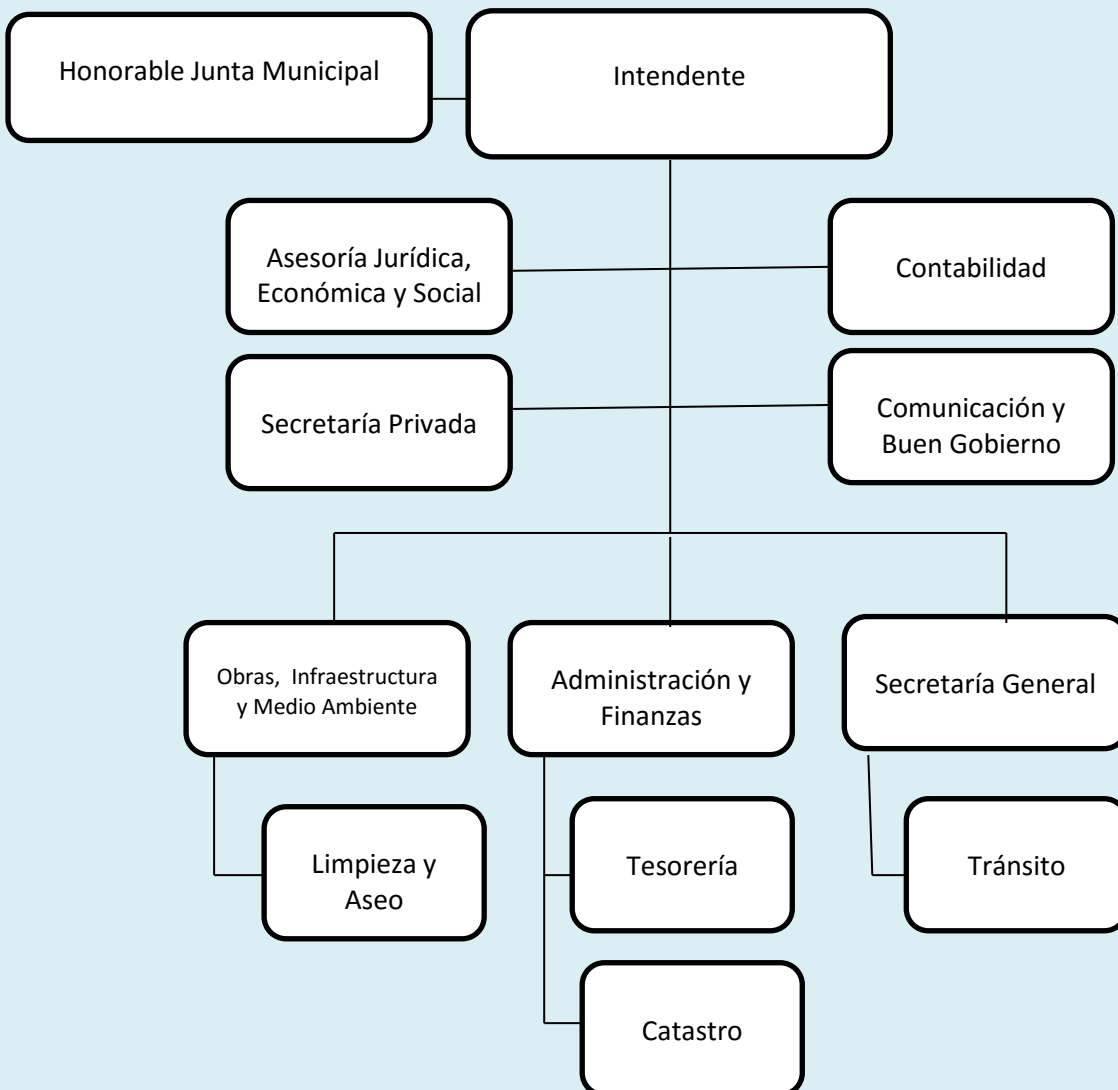 Honorable Junta Municipal
Intendente
Asesoría Jurídica,
Económica y Social
Contabilidad
Secretaría Privada
Comunicación y
Buen Gobierno
Obras, Infraestructura
y Medio Ambiente
Administración y
Finanzas
Secretaría General
Limpieza y
Aseo
Tesorería
Tránsito
Catastro